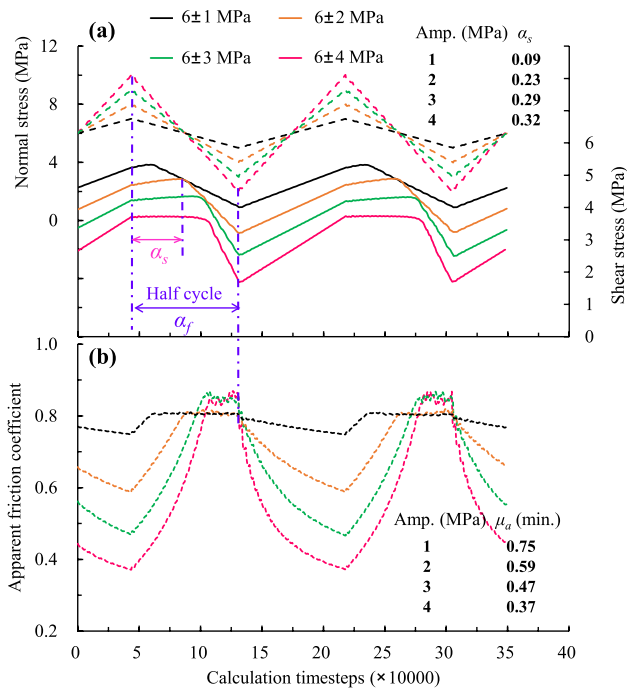 (a)
6±1 MPa
6±2 MPa
6±3 MPa
6±4 MPa
Amp. (MPa) αs
1 0.09
2 0.23
3 0.29
4 0.32
Normal stress (MPa)
12
8
4
0
Shear stress (MPa)
6
5
4
3
2
1
0
αs
Half cycle
αf
(b)
Apparent friction coefficient
1.0
0.8
0.6
0.4
0.2
Amp. (MPa) μa (min.)
1 0.75
2 0.59
3 0.47
4 0.37
0 5 10 15 20 25 30 35 40
Calculation timesteps (×10000)